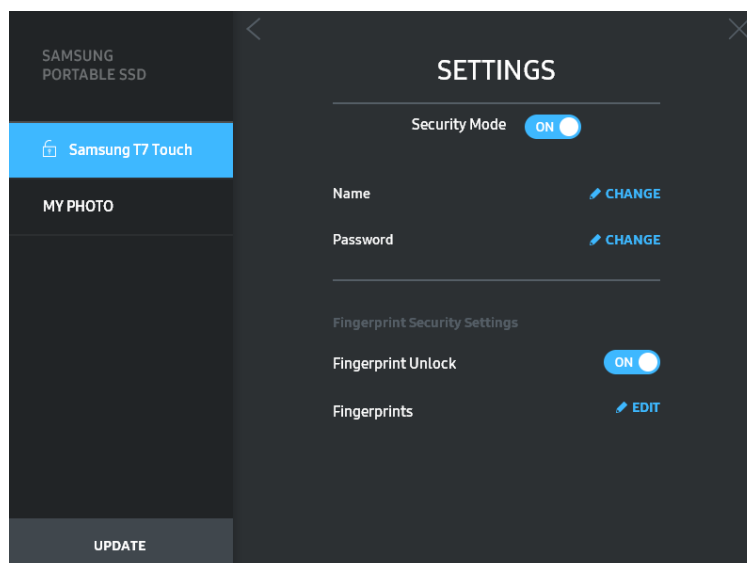 SAMSUNG
PORTABLE SSD
Samsung T7 Touch
MY PHOTO
UPDATE
SETTINGS
Security Mode ON
Name CHANGE
Password CHANGE
Fingerprint Security Settings
Fingerprint Unlock ON
Fingerprints EDIT